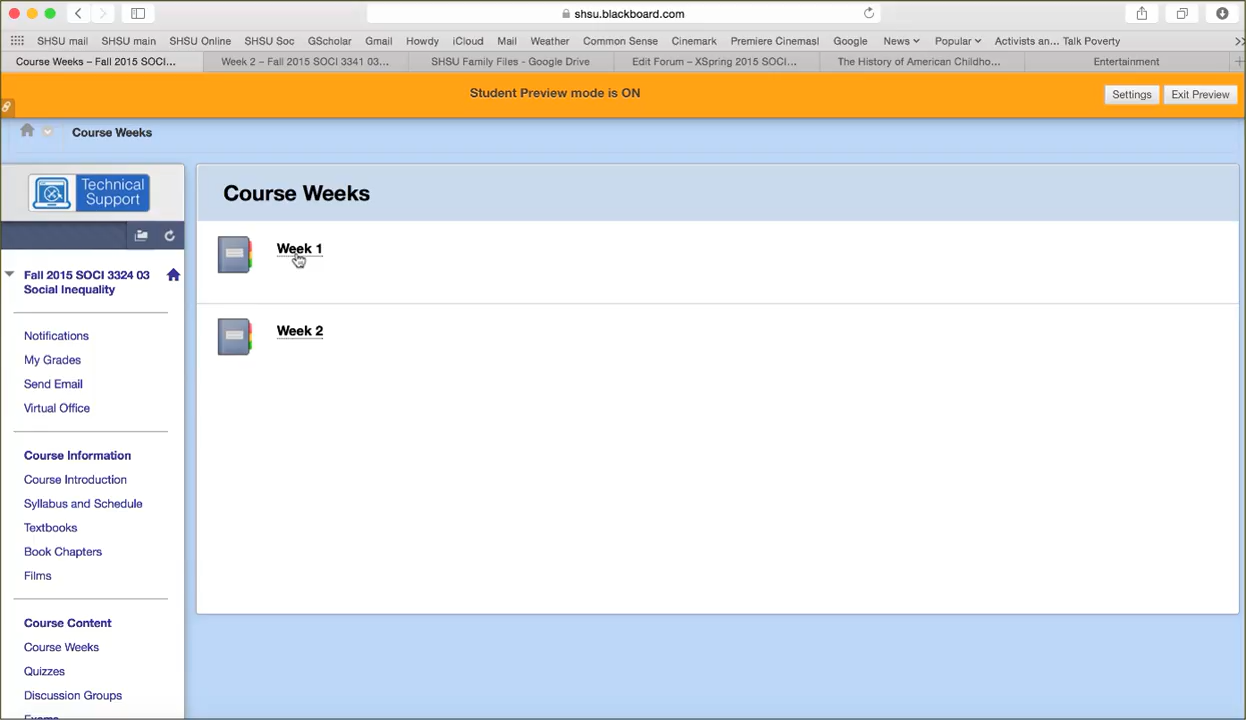 shsu.blackboard.com
SHSU mail SHSU main SHSU Online SHSU Soc GScholar Gmail Howdy iCloud Mail Weather Common Sense Cinemark Premiere Cinemasl Google News Popular Activists an... Talk Poverty
Course Weeks – Fall 2015 SOCI... Week 2 – Fall 2015 SOCI 3341 03... SHSU Family Files - Google Drive Edit Forum – XSpring 2015 SOCI... The History of American Childho... Entertainment
Student Preview mode is ON
Settings Exit Preview
Course Weeks
Technical
Support
Course Weeks
Week 1
Week 2
Fall 2015 SOCI 3324 03
Social Inequality
Notifications
My Grades
Send Email
Virtual Office
Course Information
Course Introduction
Syllabus and Schedule
Textbooks
Book Chapters
Films
Course Content
Course Weeks
Quizzes
Discussion Groups
Exams